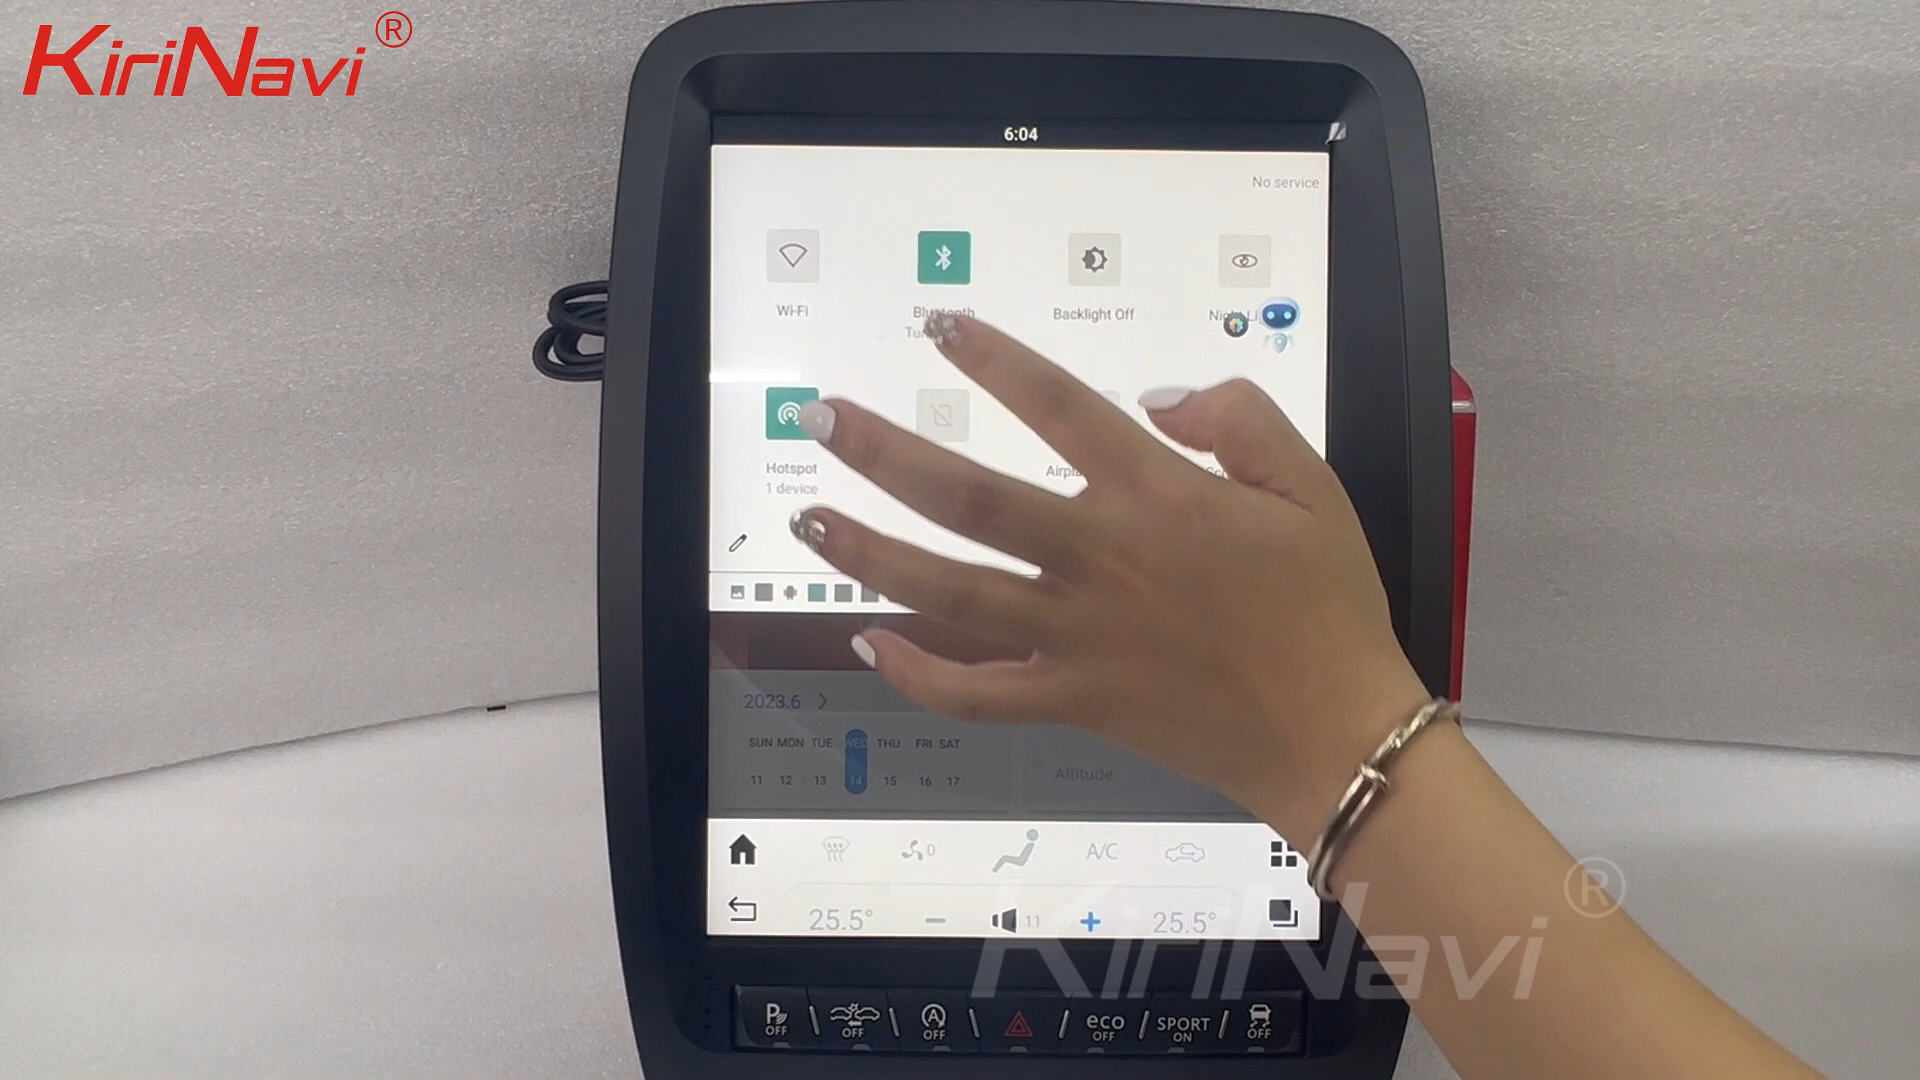 KiriNavi®
6:04
No service
Wi-Fi
Bluetooth
Backlight Off
Hotspot
1 device
2023.6
SUN MON TUE WED THU FRI SAT
11 12 13 14 15 16 17
Altitude
0
A/C
25.5°
11
25.5°
KiriNavi®
P OFF
OFF
A OFF
eco OFF
SPORT ON
OFF